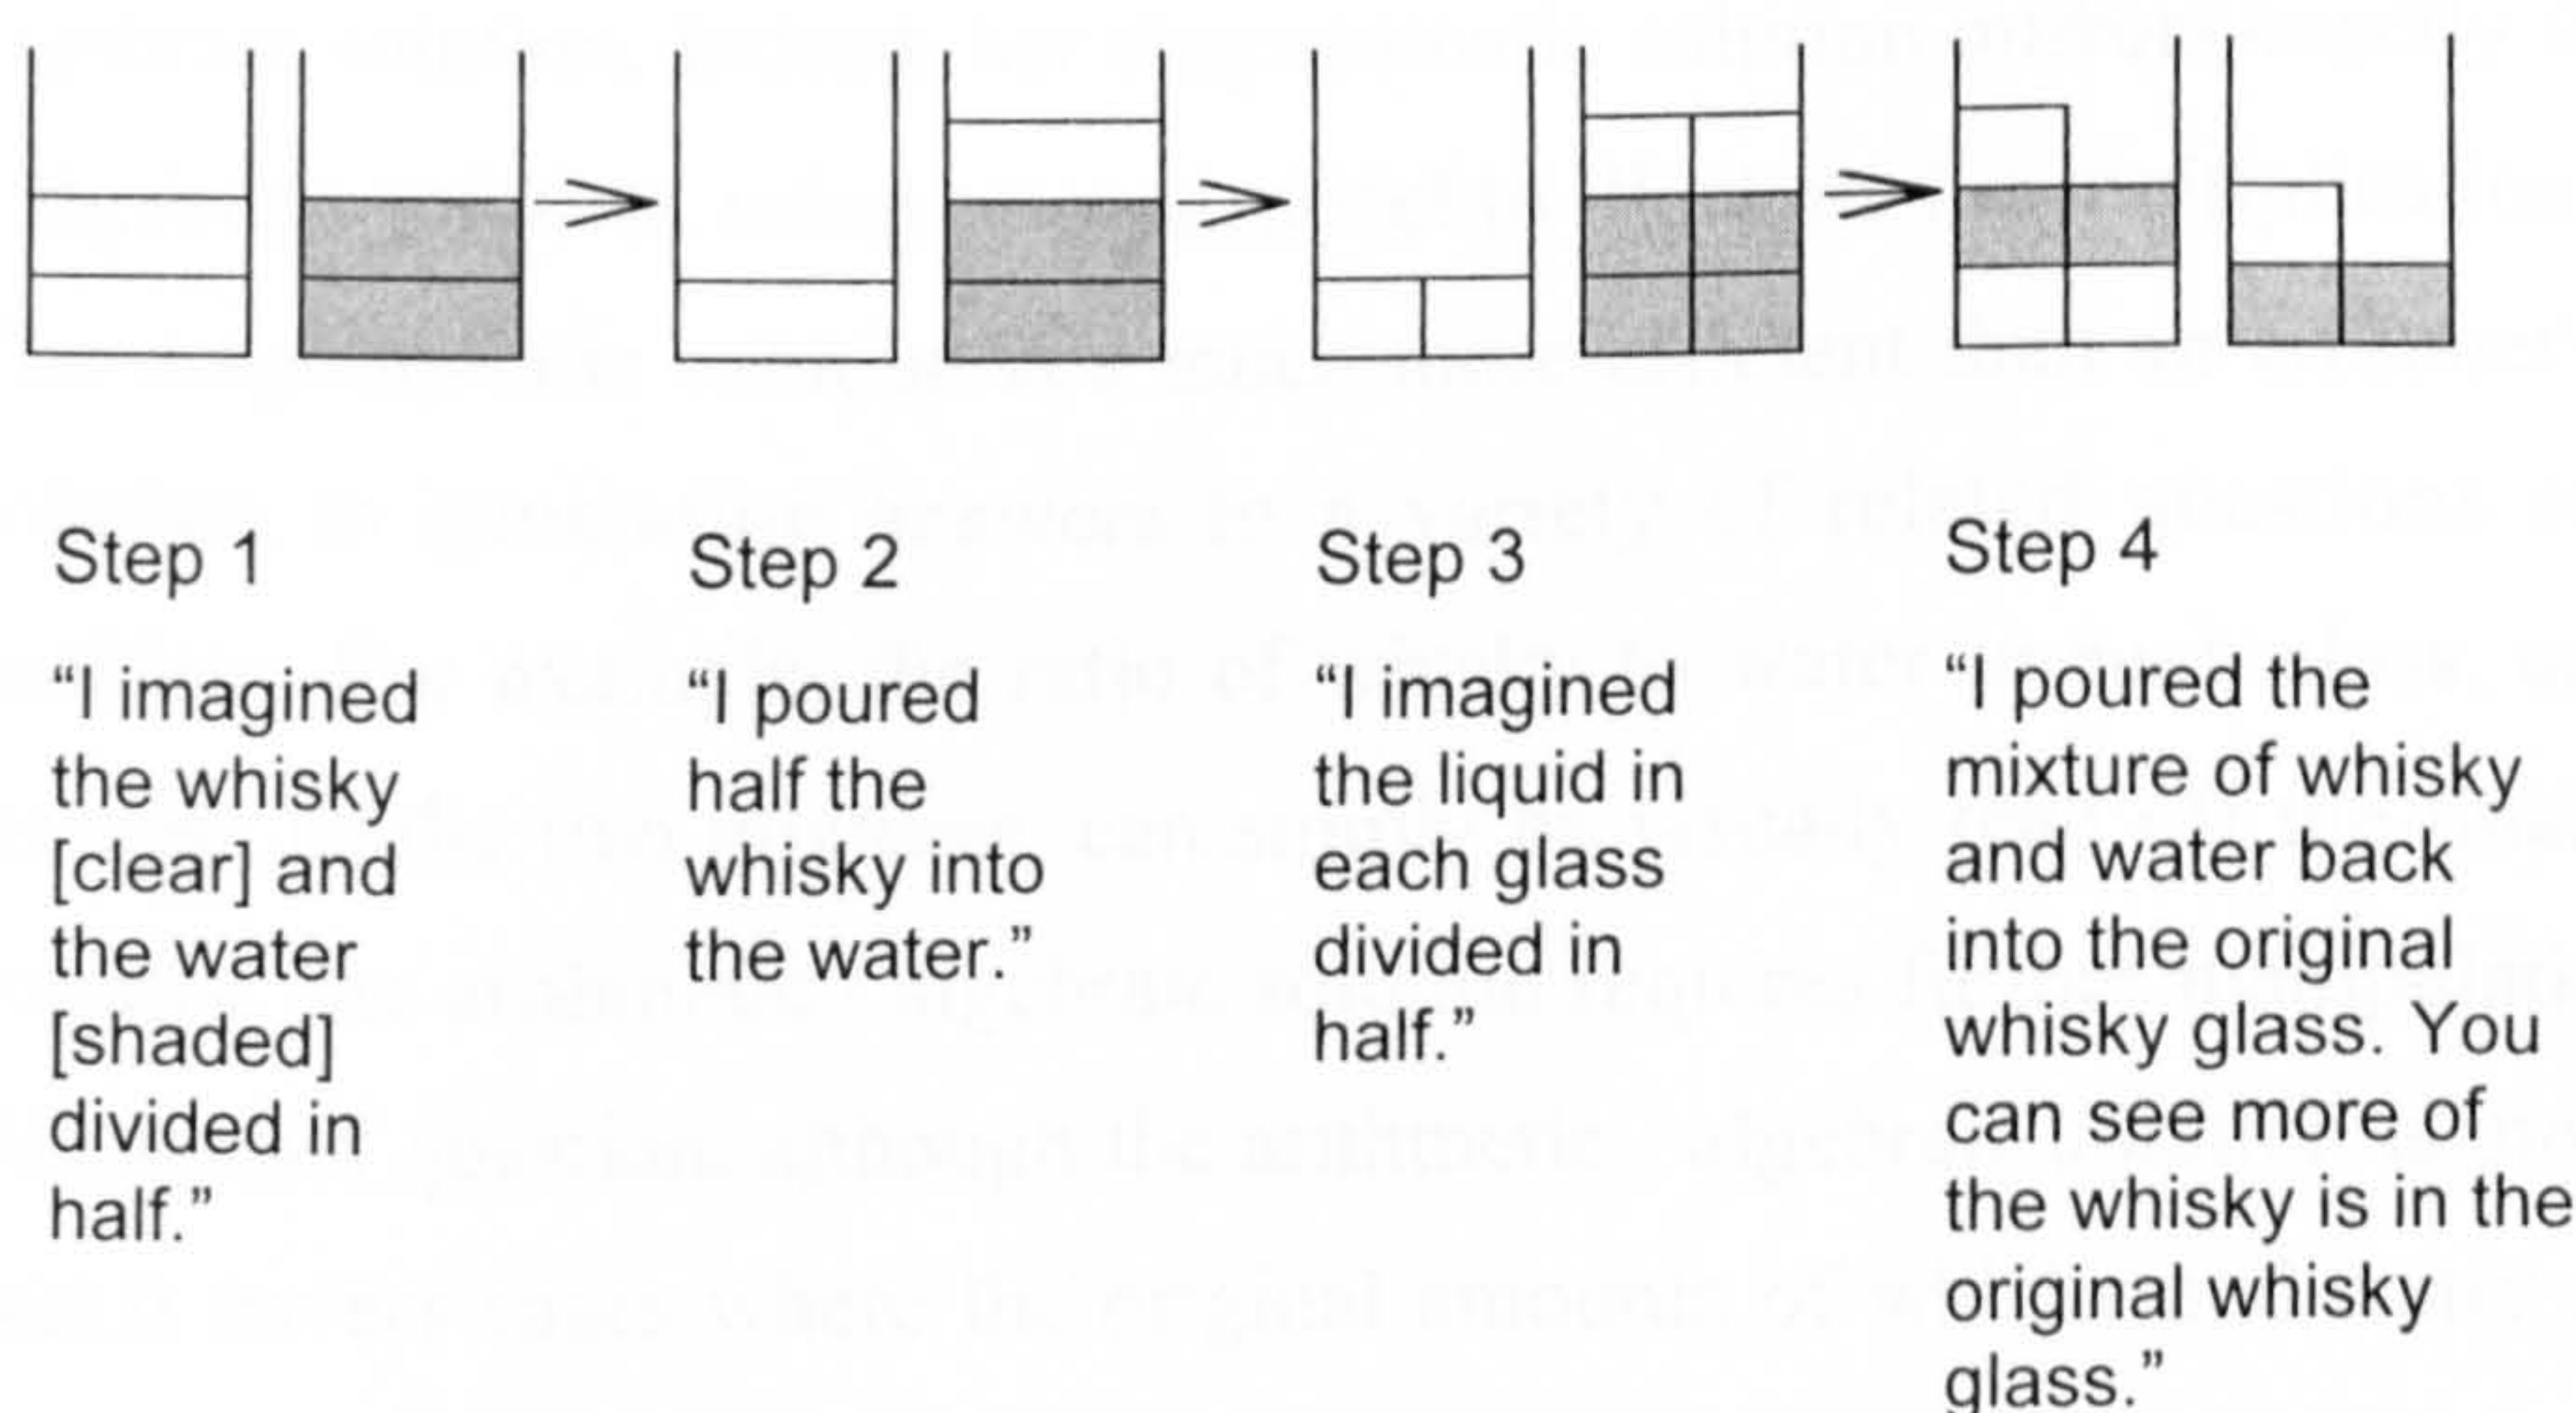 Step 1
“I imagined
the whisky
[clear] and
the water
[shaded]
divided in
half.”
Step 2
“I poured
half the
whisky into
the water.”
Step 3
“I imagined
the liquid in
each glass
divided in
half.”
Step 4
“I poured the
mixture of whisky
and water back
into the original
whisky glass. You
can see more of
the whisky is in the
original whisky
glass.”